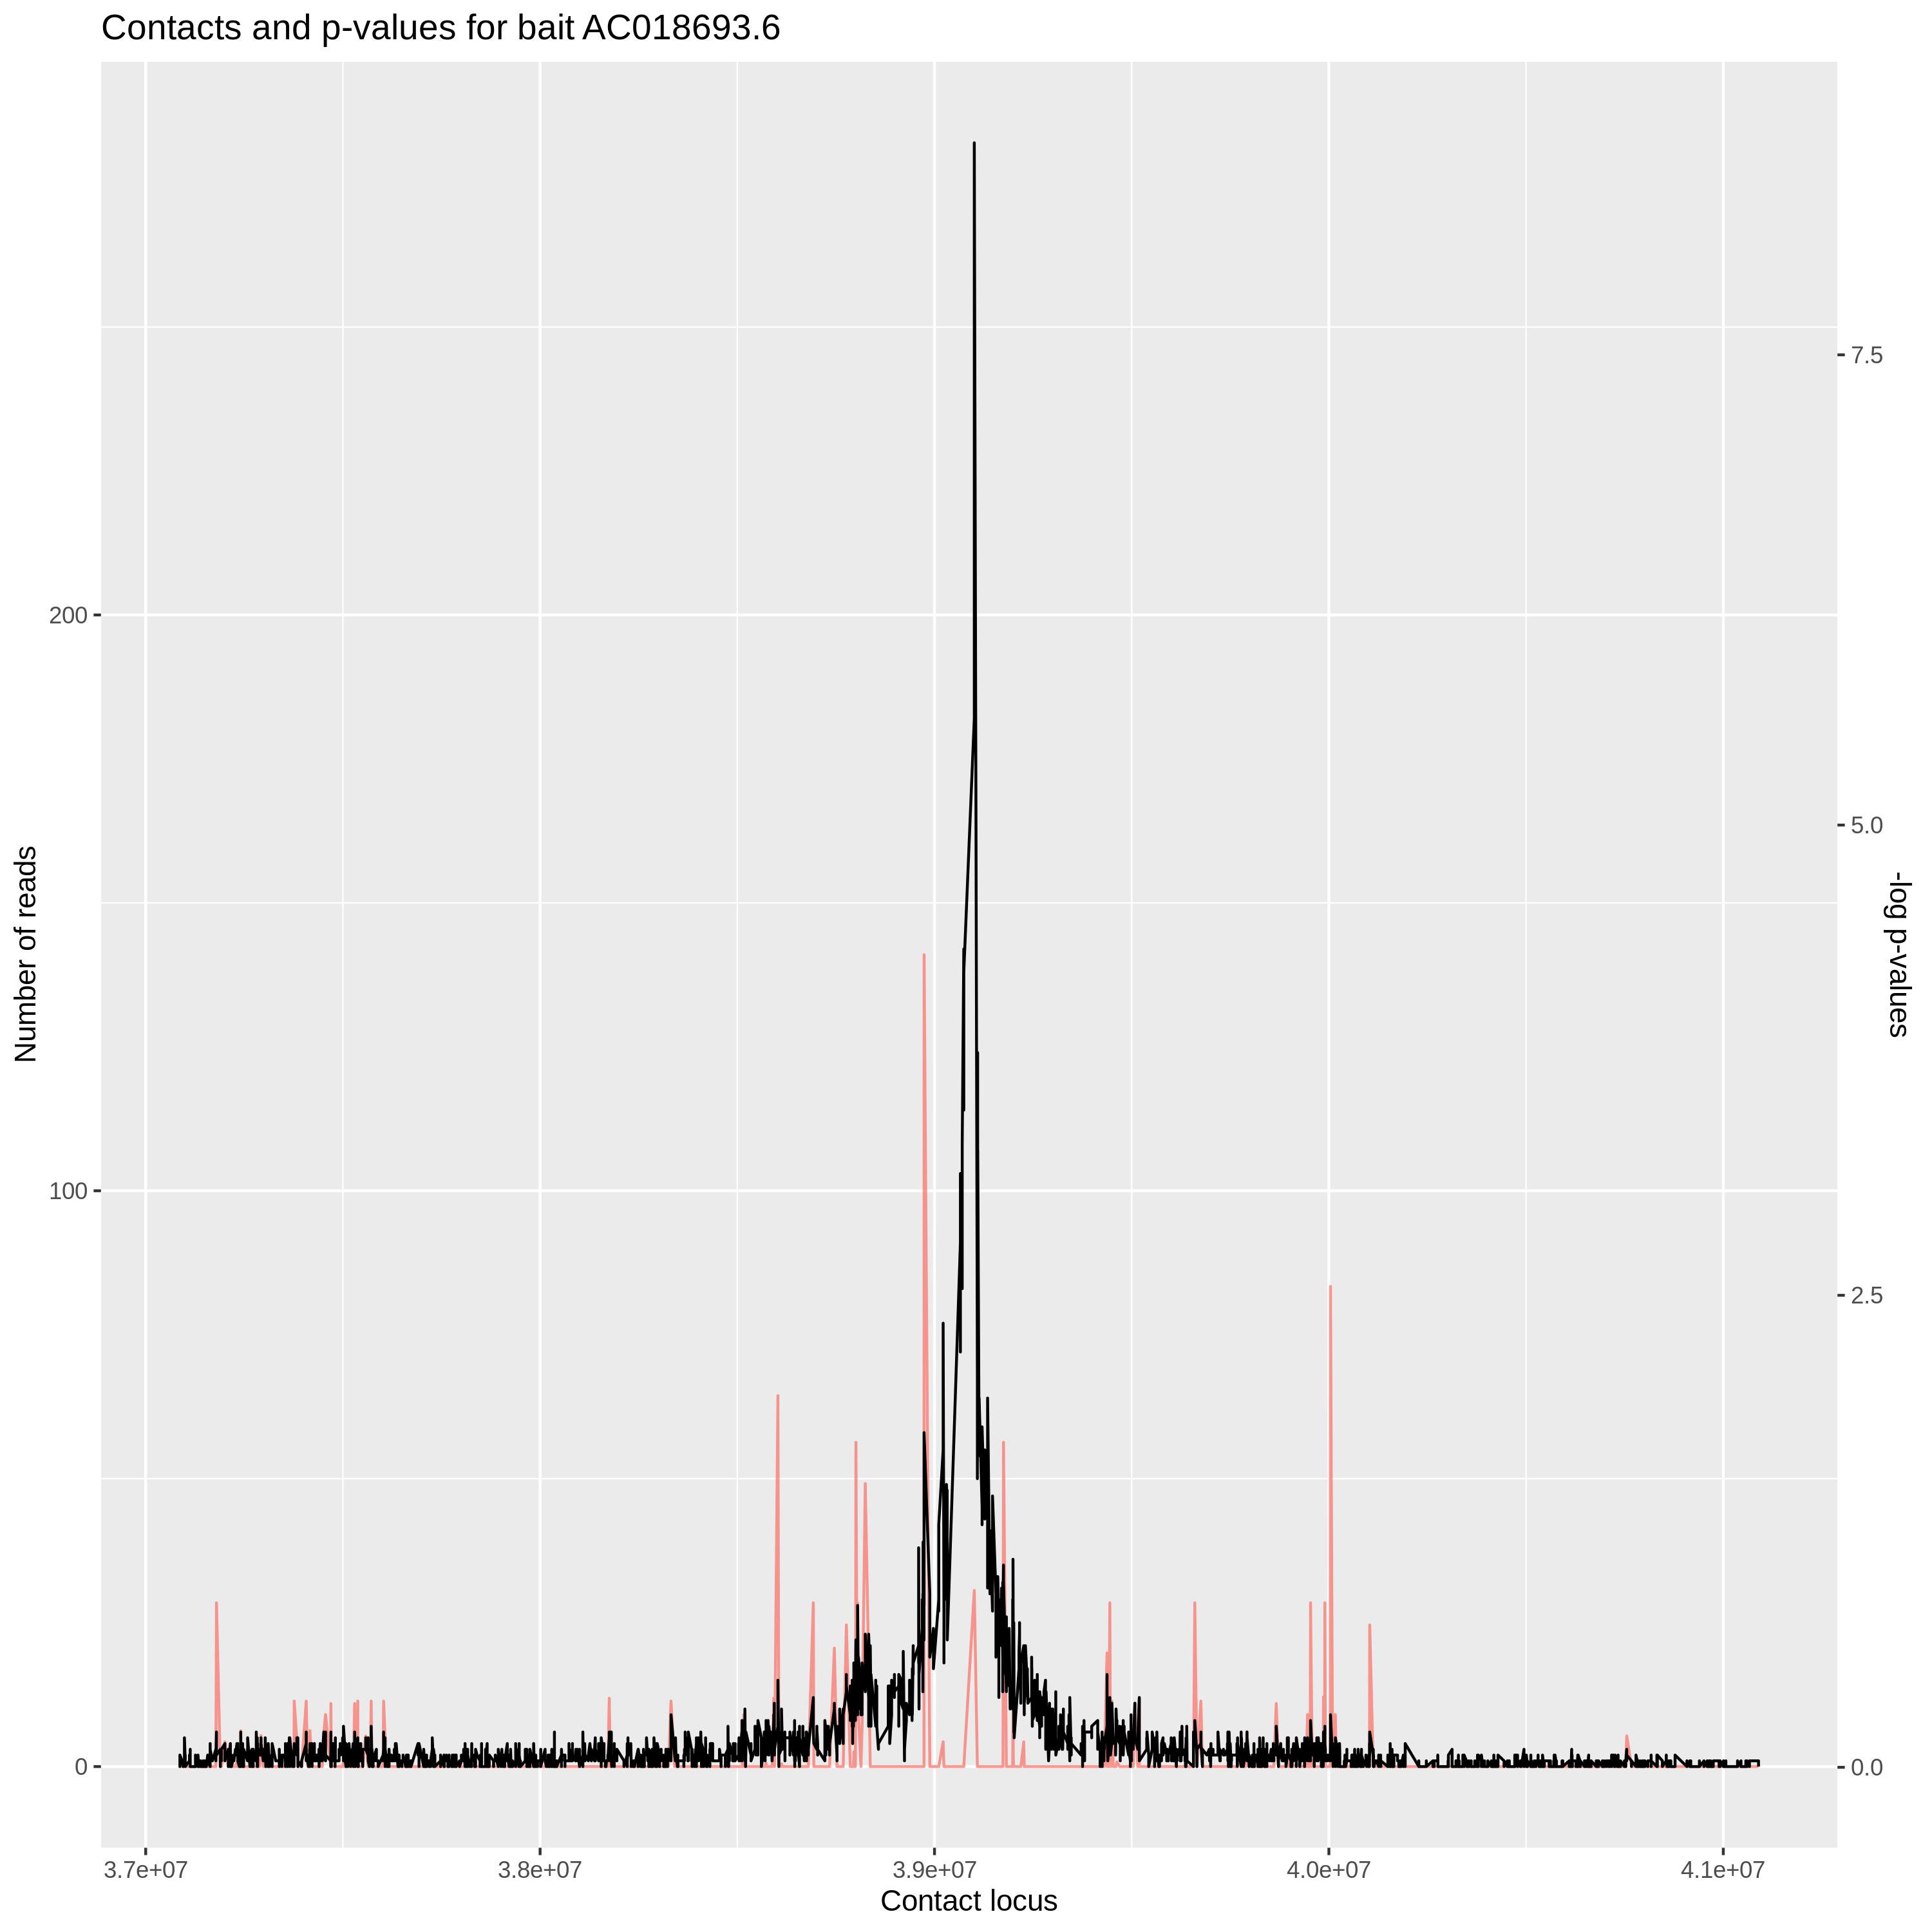 Contacts and p-values for bait AC018693.6
Number of reads
200
100
0
7.5
5.0
2.5
0.0
-log p-values
3.7e+07 3.8e+07 3.9e+07 4.0e+07 4.1e+07
Contact locus